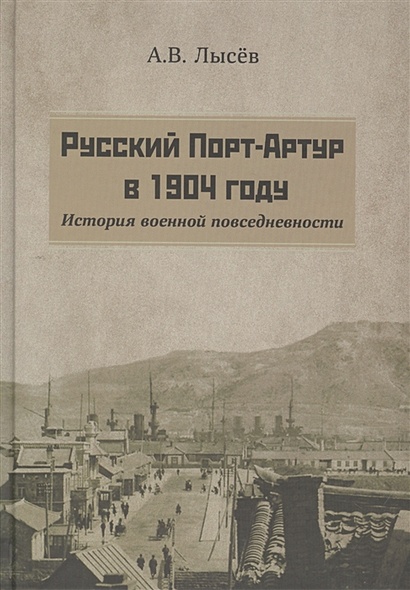 А.В. Лысёв
Русский Порт-Артур
в 1904 году
История военной повседневности